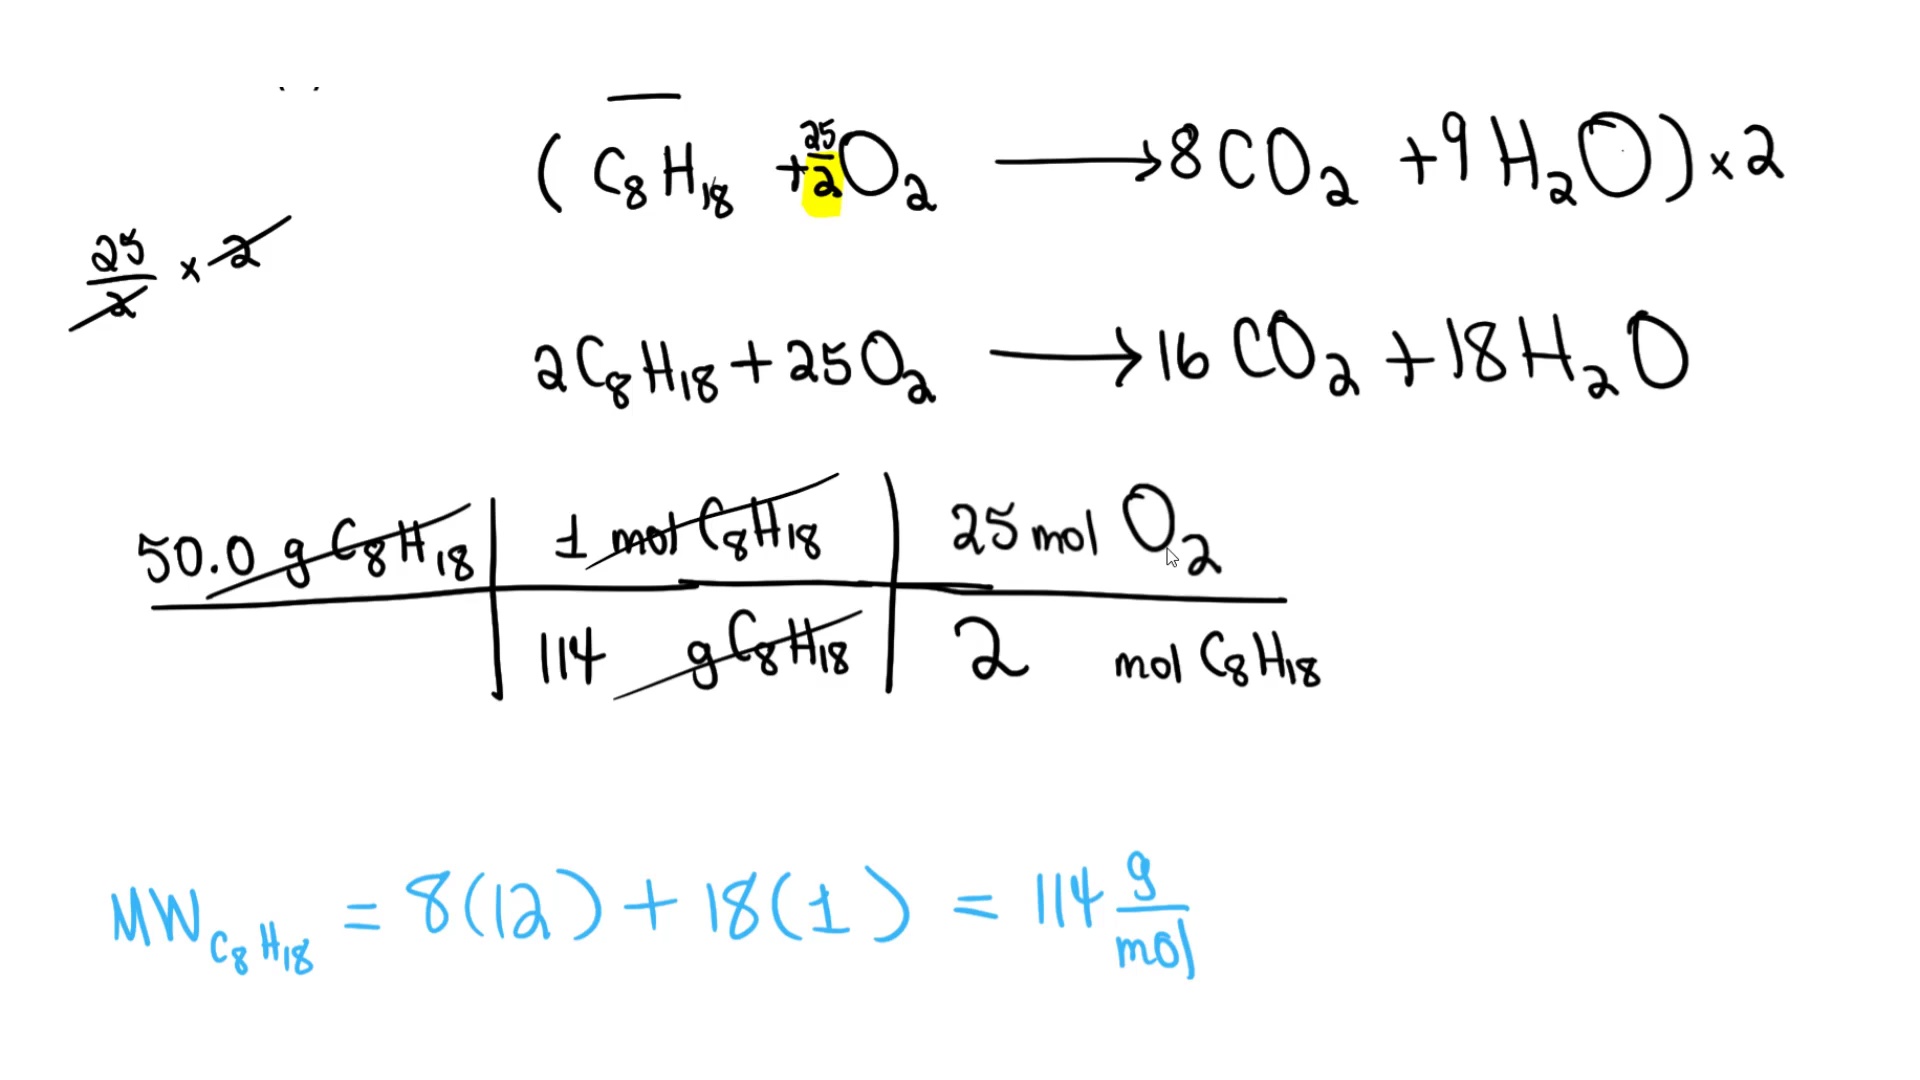 ( C₈H₁₈ + 25/2 O₂ ⟶ 8CO₂ + 9H₂O ) × 2
25/2 × 2
2C₈H₁₈ + 25O₂ ⟶ 16CO₂ + 18H₂O
50.0 g C₈H₁₈ | 1 mol C₈H₁₈ | 25 mol O₂
114 g C₈H₁₈ | 2 mol C₈H₁₈
MW C₈H₁₈ = 8(12) + 18(1) = 114 g/mol